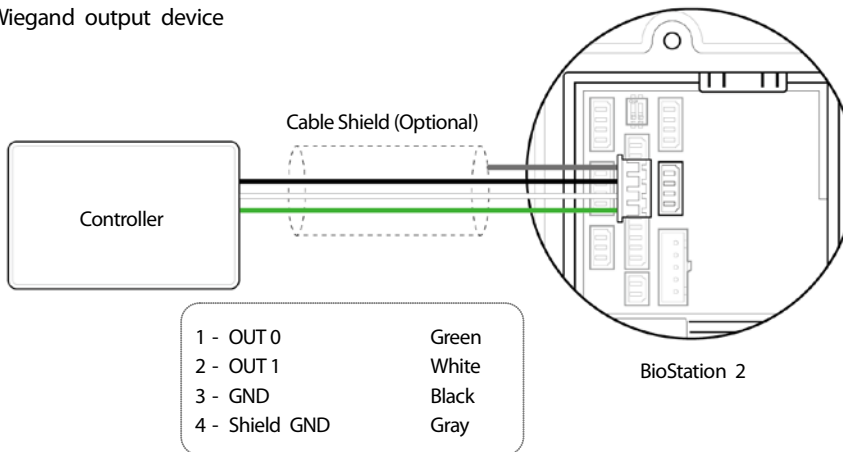 Wiegand output device
Cable Shield (Optional)
Controller
1 - OUT 0 Green
2 - OUT 1 White
3 - GND Black
4 - Shield GND Gray
BioStation 2